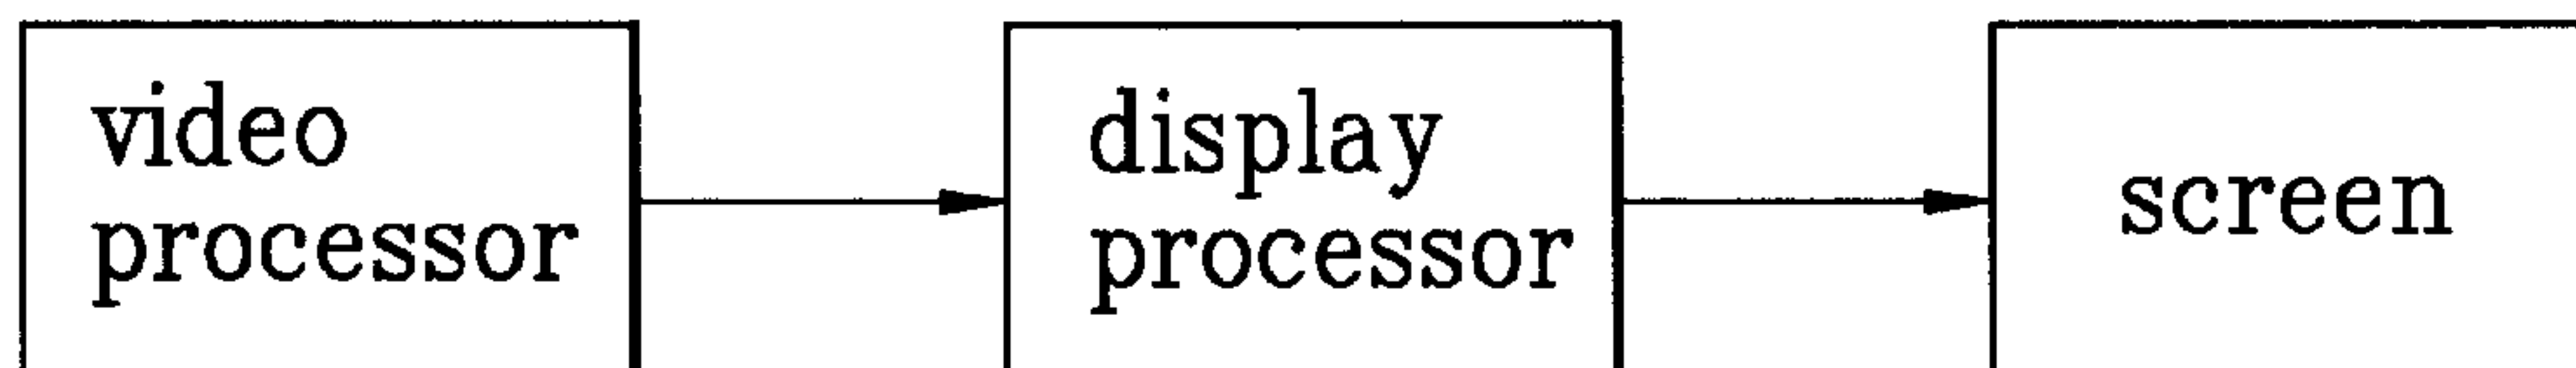 video
processor
display
processor
screen